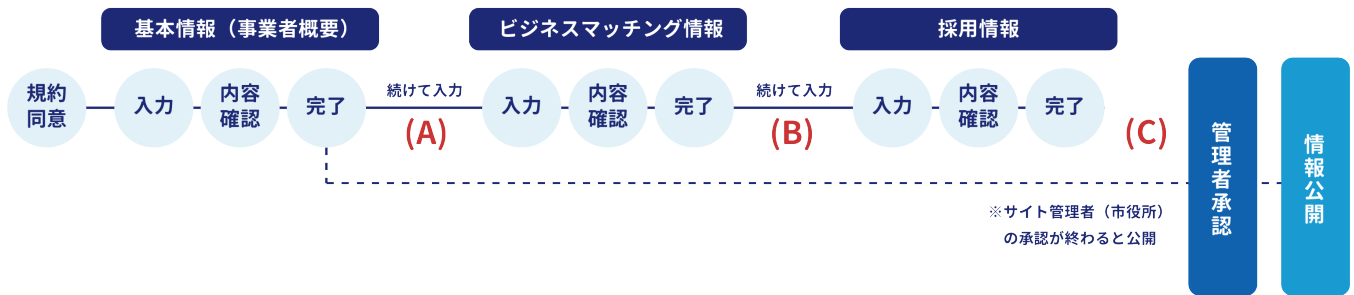 基本情報（事業者概要）
ビジネスマッチング情報
採用情報
規約
同意
入力
内容
確認
完了
続けて入力
(A)
入力
内容
確認
完了
続けて入力
(B)
入力
内容
確認
完了
(C)
管理者承認
情報公開
※サイト管理者（市役所）
の承認が終わると公開